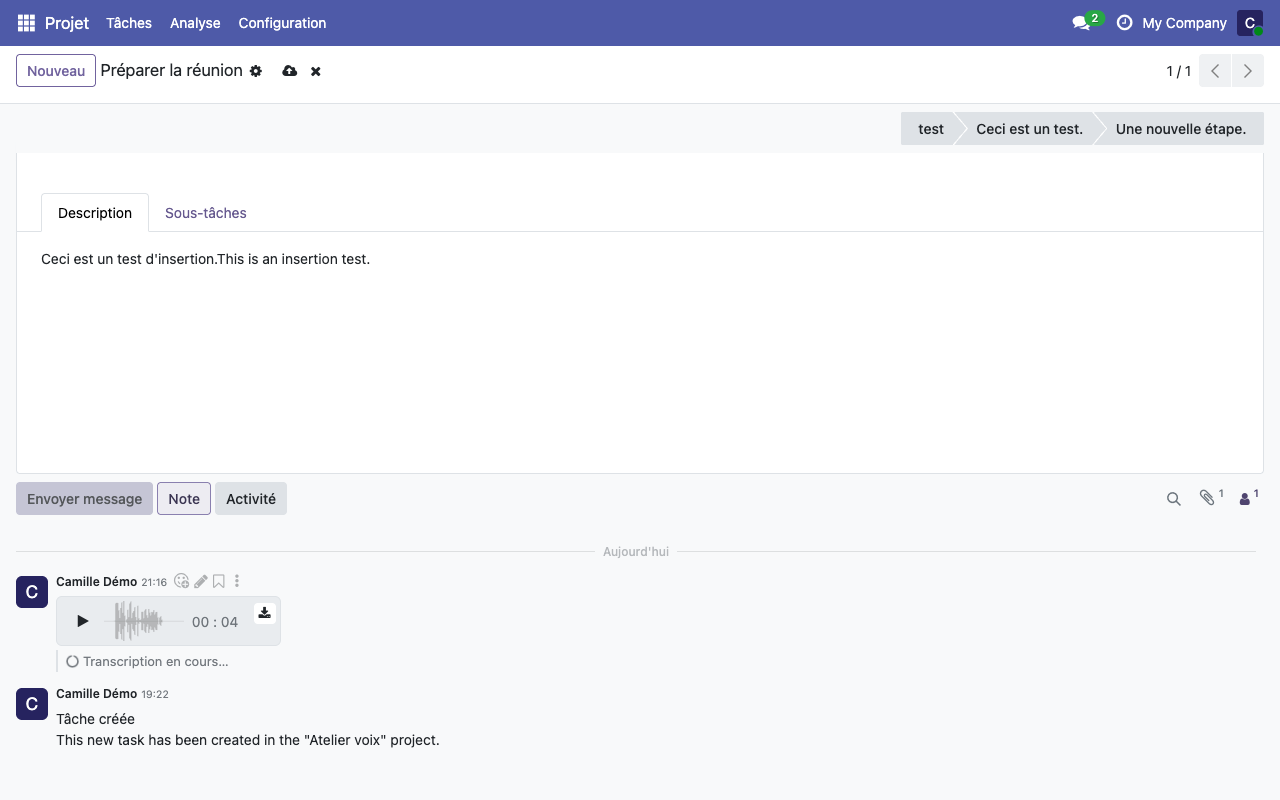 Projet Tâches Analyse Configuration 2 My Company C
Nouveau Préparer la réunion 1 / 1
test Ceci est un test. Une nouvelle étape.
Description Sous-tâches
Ceci est un test d'insertion.This is an insertion test.
Envoyer message Note Activité 1 1
Aujourd'hui
C Camille Démo 21:16
00 : 04
Transcription en cours...
C Camille Démo 19:22
Tâche créée
This new task has been created in the "Atelier voix" project.